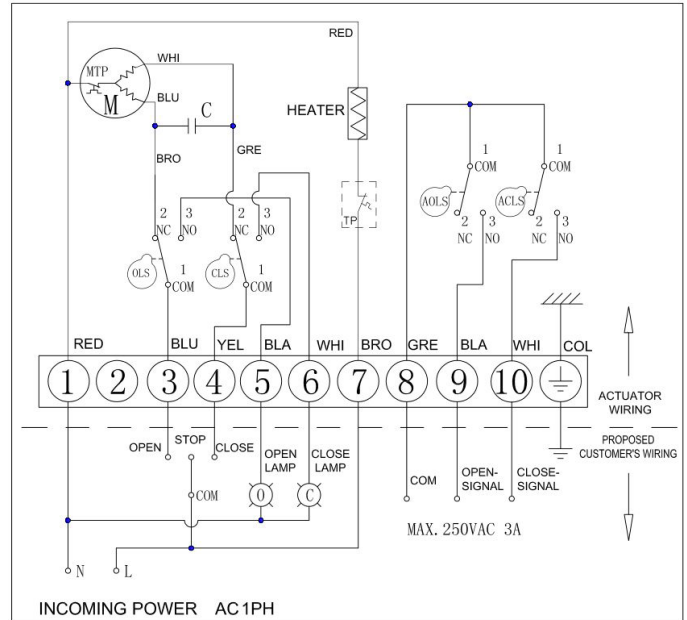 RED
WHI
MTP
M
BLU
C
HEATER
BRO
GRE
1
COM
1
COM
AOLS
ACLS
TP
2
NC
3
NO
2
NC
3
NO
2
NC
3
NO
2
NC
3
NO
OLS
1
COM
CLS
1
COM
RED
BLU
YEL
BLA
WHI
BRO
GRE
BLA
WHI
COL
1 2 3 4 5 6 7 8 9 10
ACTUATOR
WIRING
PROPOSED
CUSTOMER'S WIRING
OPEN
STOP
CLOSE
OPEN
LAMP
CLOSE
LAMP
COM
O
C
COM
OPEN-
SIGNAL
CLOSE-
SIGNAL
MAX. 250VAC 3A
N
L
INCOMING POWER AC 1PH